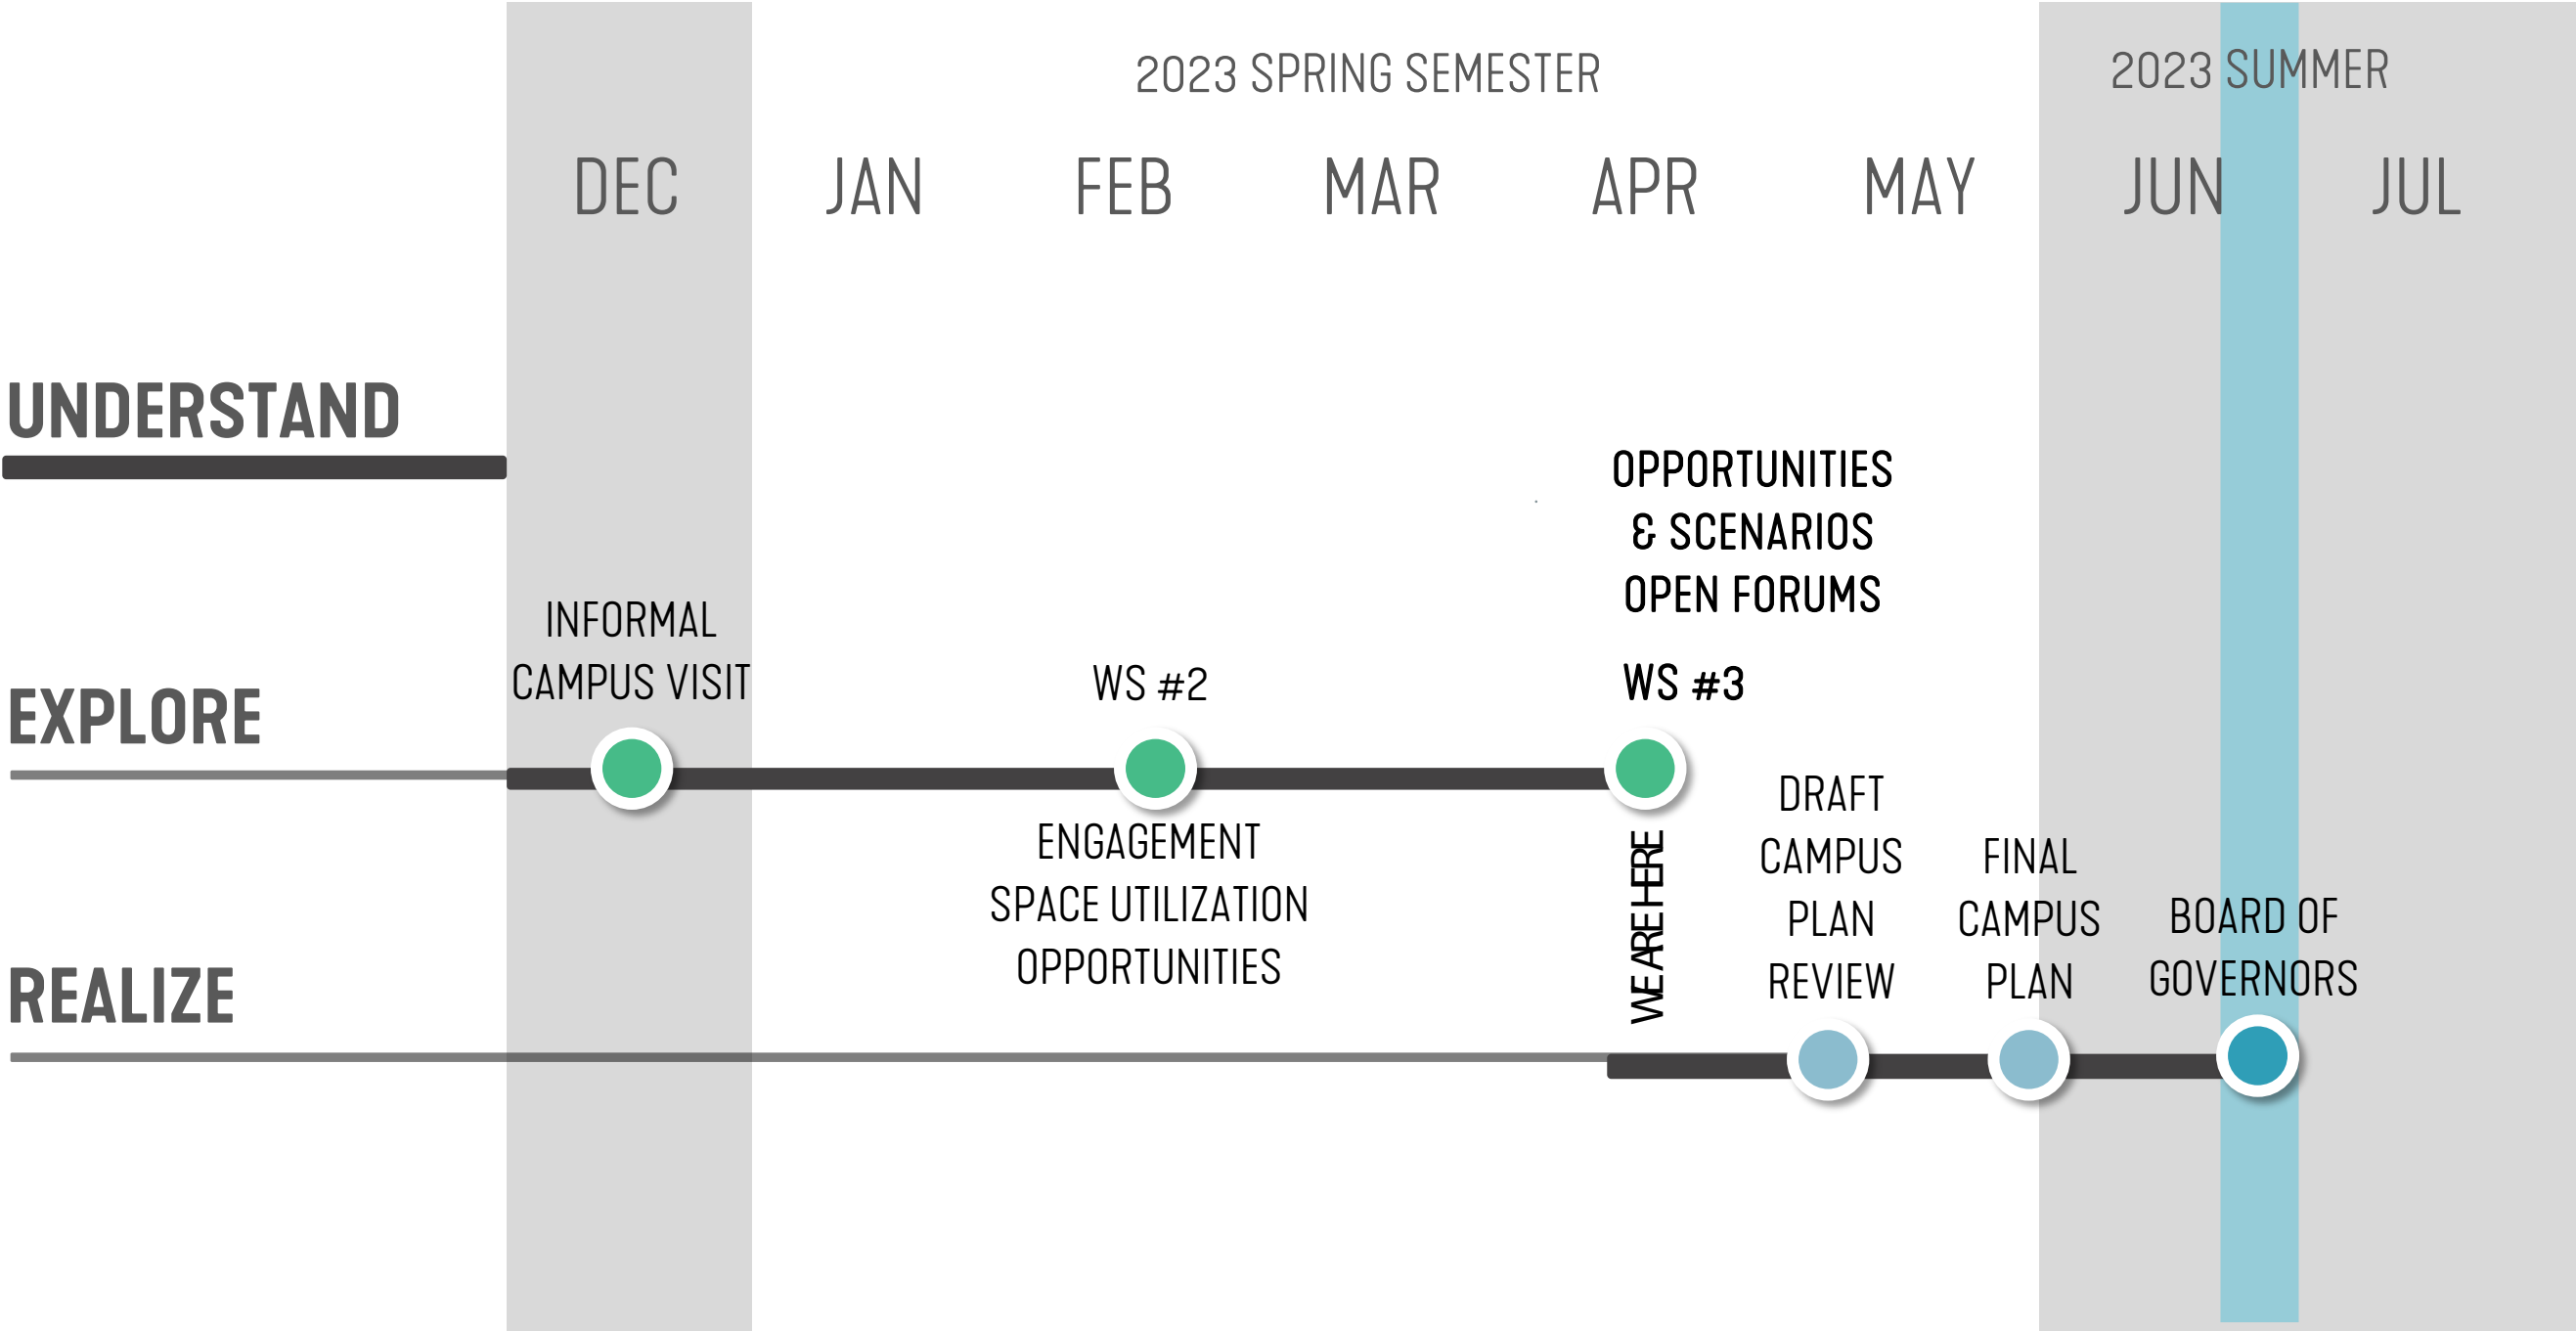 2023 SPRING SEMESTER
2023 SUMMER
DEC
JAN
FEB
MAR
APR
MAY
JUN
JUL
UNDERSTAND
OPPORTUNITIES
& SCENARIOS
OPEN FORUMS
EXPLORE
INFORMAL
CAMPUS VISIT
WS #2
WS #3
ENGAGEMENT
SPACE UTILIZATION
OPPORTUNITIES
WE ARE HERE
REALIZE
DRAFT
CAMPUS
PLAN
REVIEW
FINAL
CAMPUS
PLAN
BOARD OF
GOVERNORS